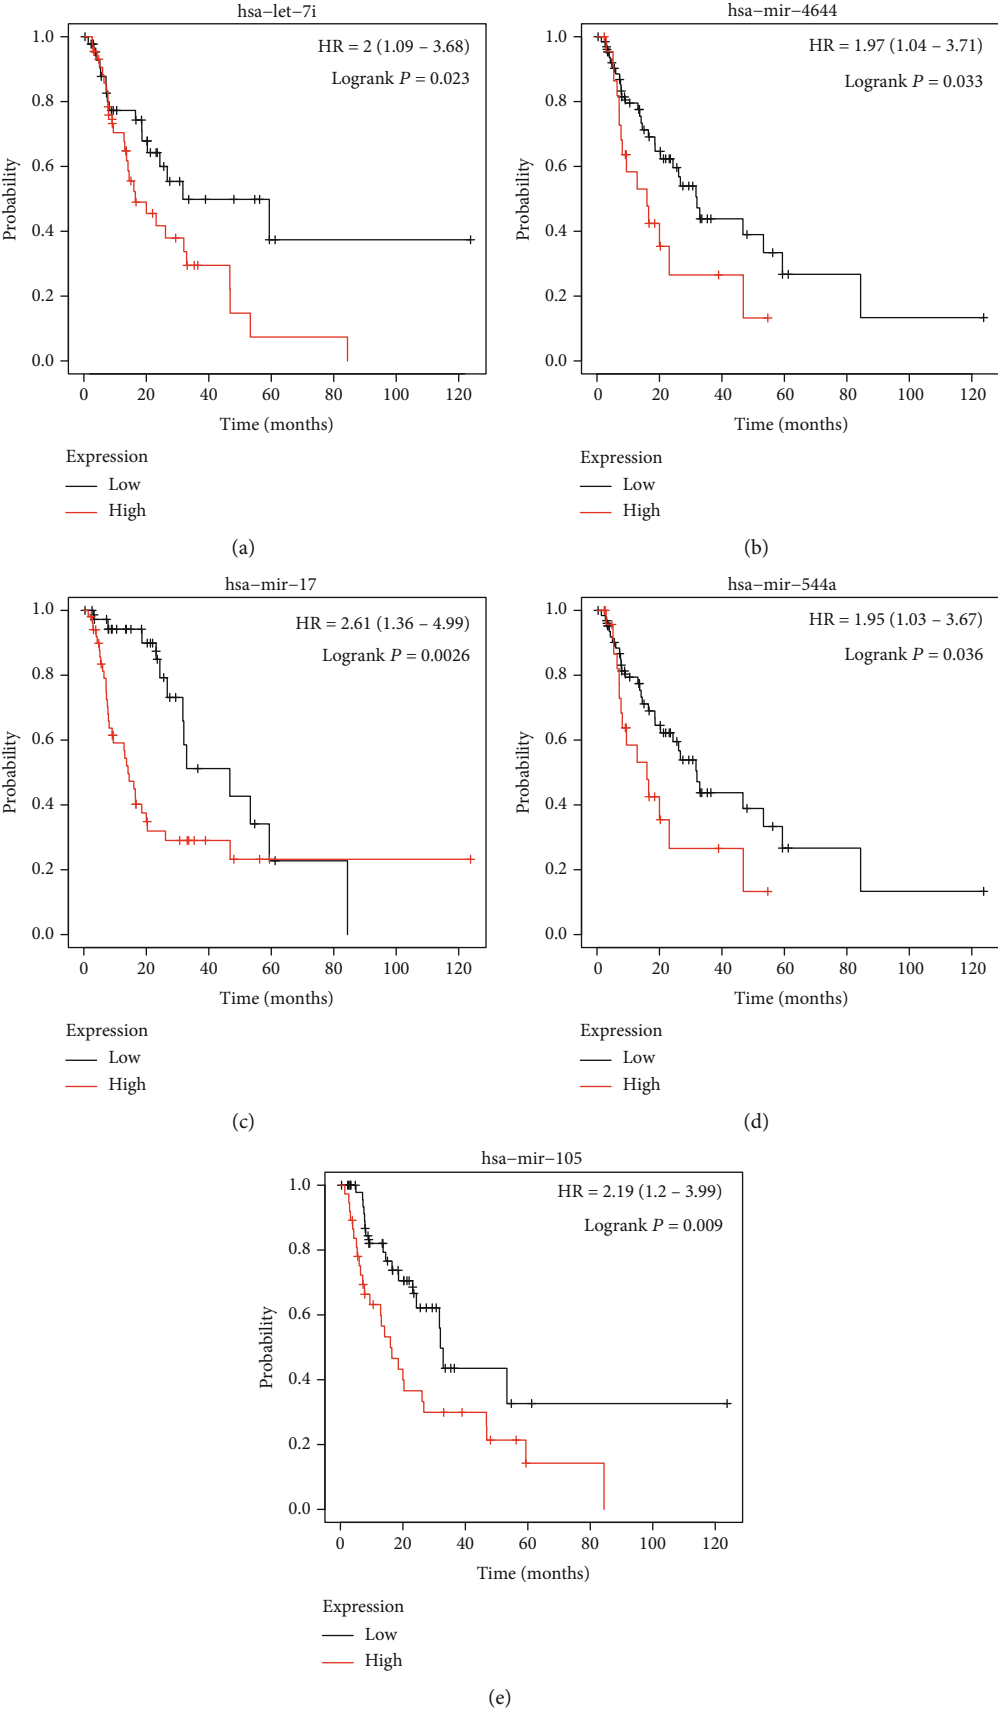 hsa−let−7i
HR = 2 (1.09 − 3.68)
Logrank P = 0.023
Probability
1.0
0.8
0.6
0.4
0.2
0.0
0 20 40 60 80 100 120
Time (months)
Expression
Low
High
(a)
hsa−mir−4644
HR = 1.97 (1.04 − 3.71)
Logrank P = 0.033
Probability
1.0
0.8
0.6
0.4
0.2
0.0
0 20 40 60 80 100 120
Time (months)
Expression
Low
High
(b)
hsa−mir−17
HR = 2.61 (1.36 − 4.99)
Logrank P = 0.0026
Probability
1.0
0.8
0.6
0.4
0.2
0.0
0 20 40 60 80 100 120
Time (months)
Expression
Low
High
(c)
hsa−mir−544a
HR = 1.95 (1.03 − 3.67)
Logrank P = 0.036
Probability
1.0
0.8
0.6
0.4
0.2
0.0
0 20 40 60 80 100 120
Time (months)
Expression
Low
High
(d)
hsa−mir−105
HR = 2.19 (1.2 − 3.99)
Logrank P = 0.009
Probability
1.0
0.8
0.6
0.4
0.2
0.0
0 20 40 60 80 100 120
Time (months)
Expression
Low
High
(e)